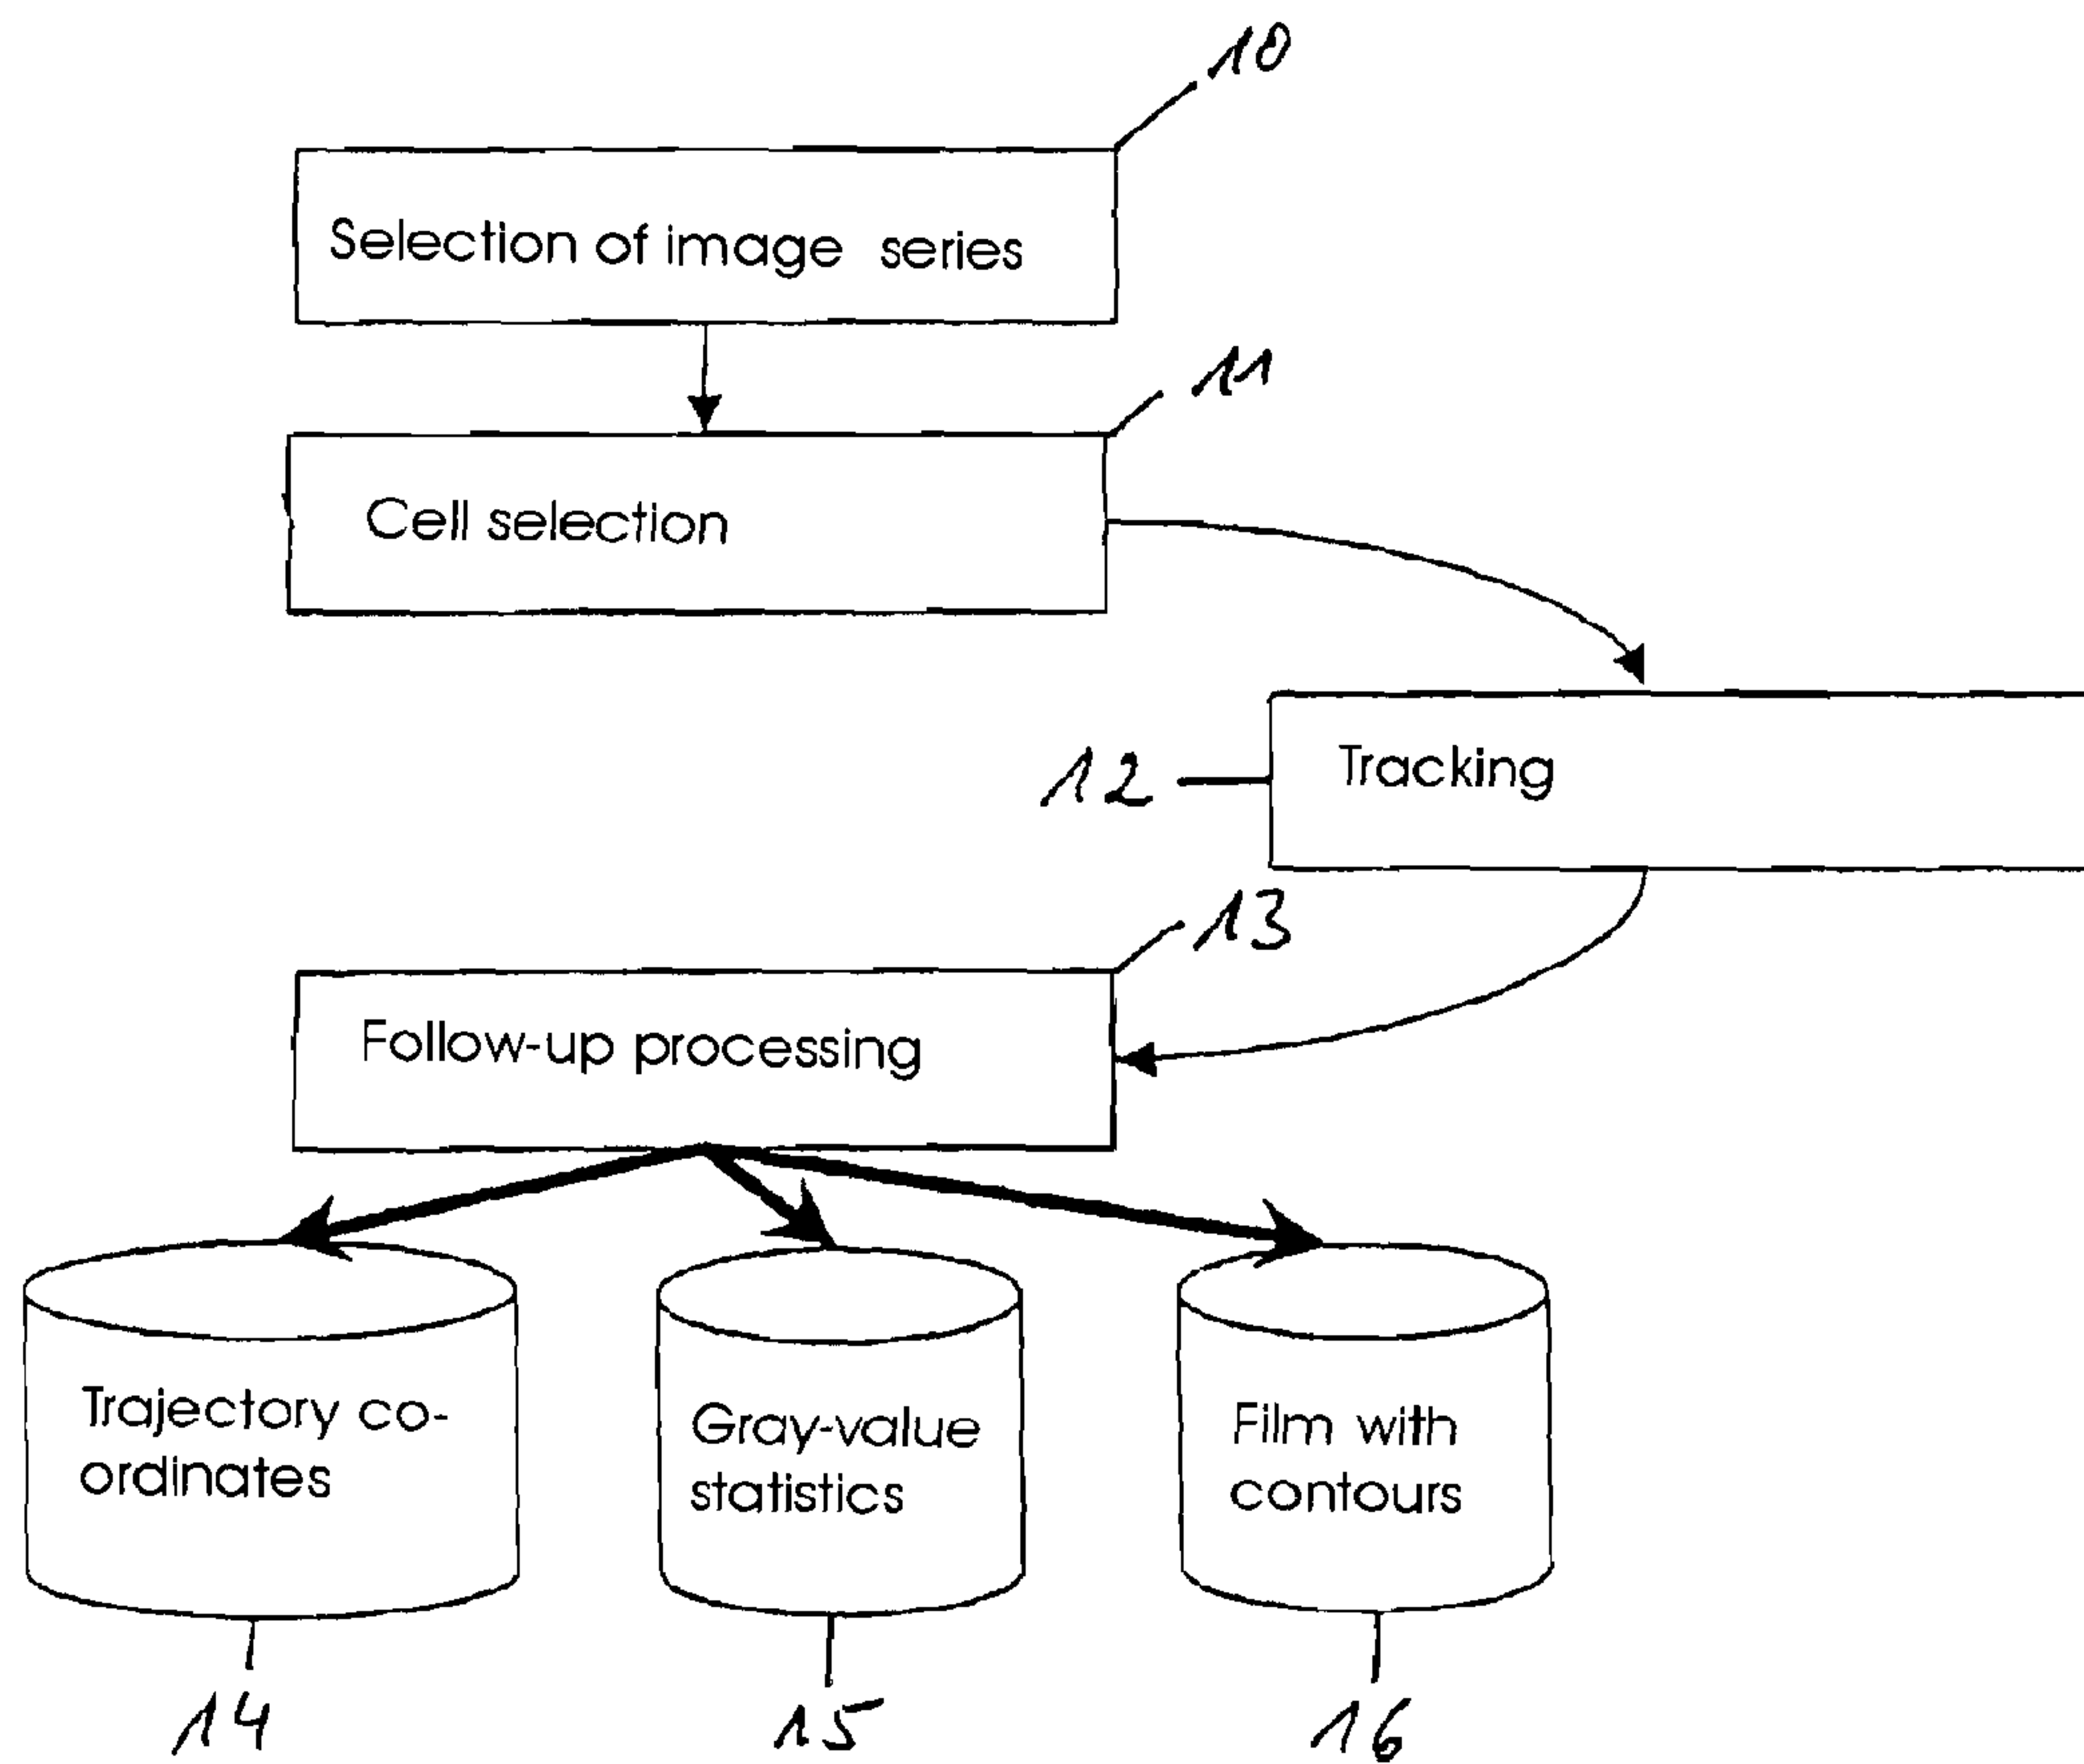 10
Selection of image series
11
Cell selection
12
Tracking
13
Follow-up processing
Trajectory co-
ordinates
Gray-value
statistics
Film with
contours
14
15
16